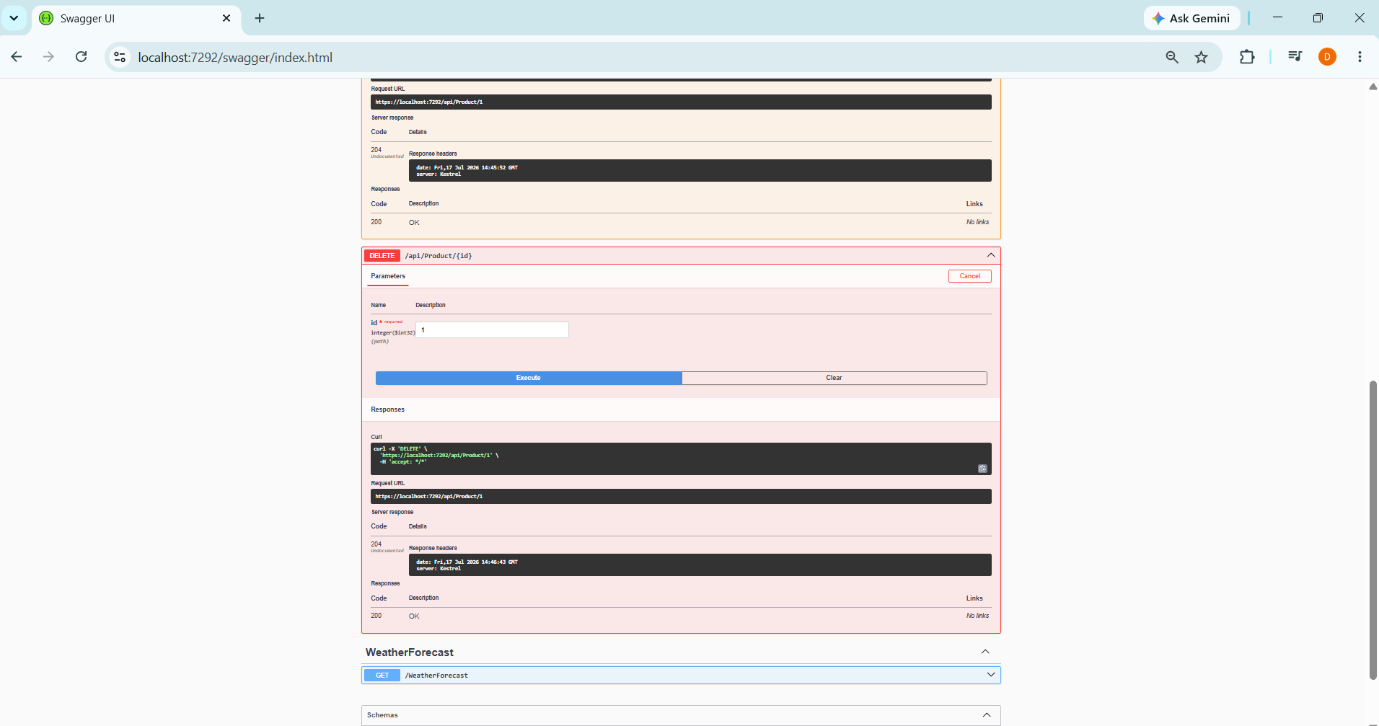 Swagger UI
Ask Gemini
localhost:7292/swagger/index.html
D
Request URL
https://localhost:7292/api/Product/1
Server response
Code Details
204
Undocumented
Response headers
date: Fri,17 Jul 2026 14:45:52 GMT
server: Kestrel
Responses
Code Description Links
200 OK No links
DELETE /api/Product/{id}
Parameters Cancel
Name Description
id * required
integer($int32)
(path)
1
Execute Clear
Responses
Curl
curl -X 'DELETE' \
'https://localhost:7292/api/Product/1' \
-H 'accept: */*'
Request URL
https://localhost:7292/api/Product/1
Server response
Code Details
204
Undocumented
Response headers
date: Fri,17 Jul 2026 14:46:43 GMT
server: Kestrel
Responses
Code Description Links
200 OK No links
WeatherForecast
GET /WeatherForecast
Schemas